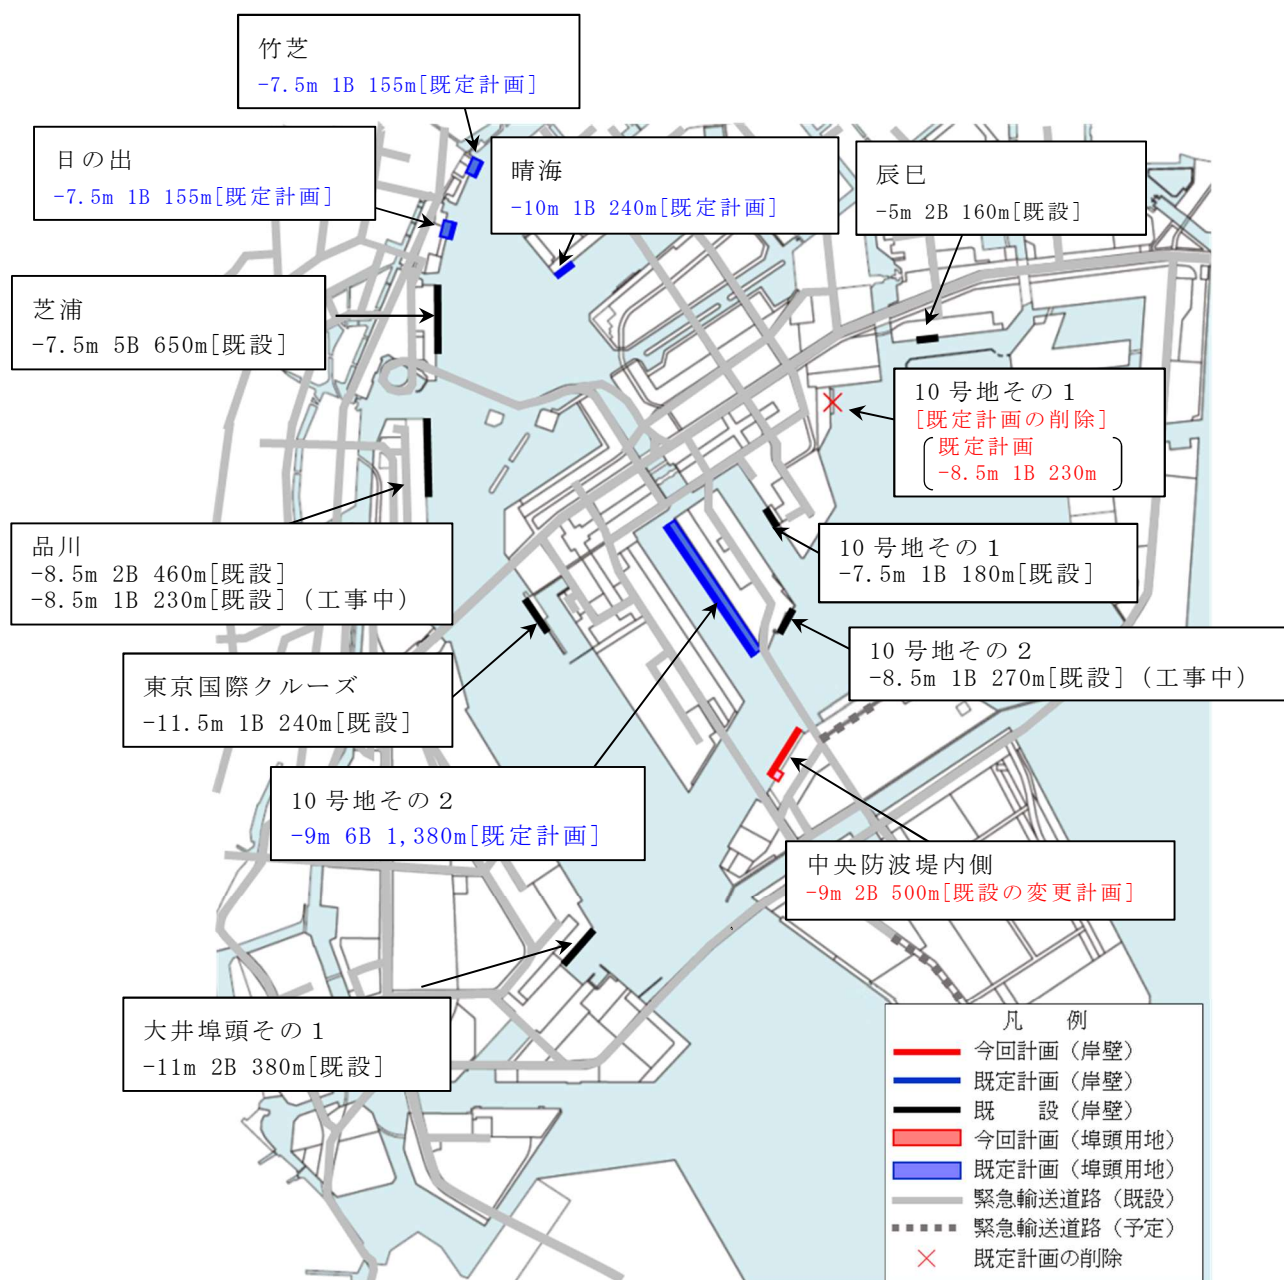 竹芝
-7.5m 1B 155m[既定計画]
日の出
-7.5m 1B 155m[既定計画]
晴海
-10m 1B 240m[既定計画]
辰巳
-5m 2B 160m[既設]
芝浦
-7.5m 5B 650m[既設]
10号地その1
[既定計画の削除]
既定計画
-8.5m 1B 230m
品川
-8.5m 2B 460m[既設]
-8.5m 1B 230m[既設]（工事中）
10号地その1
-7.5m 1B 180m[既設]
10号地その2
-8.5m 1B 270m[既設]（工事中）
東京国際クルーズ
-11.5m 1B 240m[既設]
10号地その2
-9m 6B 1,380m[既定計画]
中央防波堤内側
-9m 2B 500m[既設の変更計画]
大井埠頭その1
-11m 2B 380m[既設]
凡　例
今回計画（岸壁）
既定計画（岸壁）
既　設（岸壁）
今回計画（埠頭用地）
既定計画（埠頭用地）
緊急輸送道路（既設）
緊急輸送道路（予定）
既定計画の削除